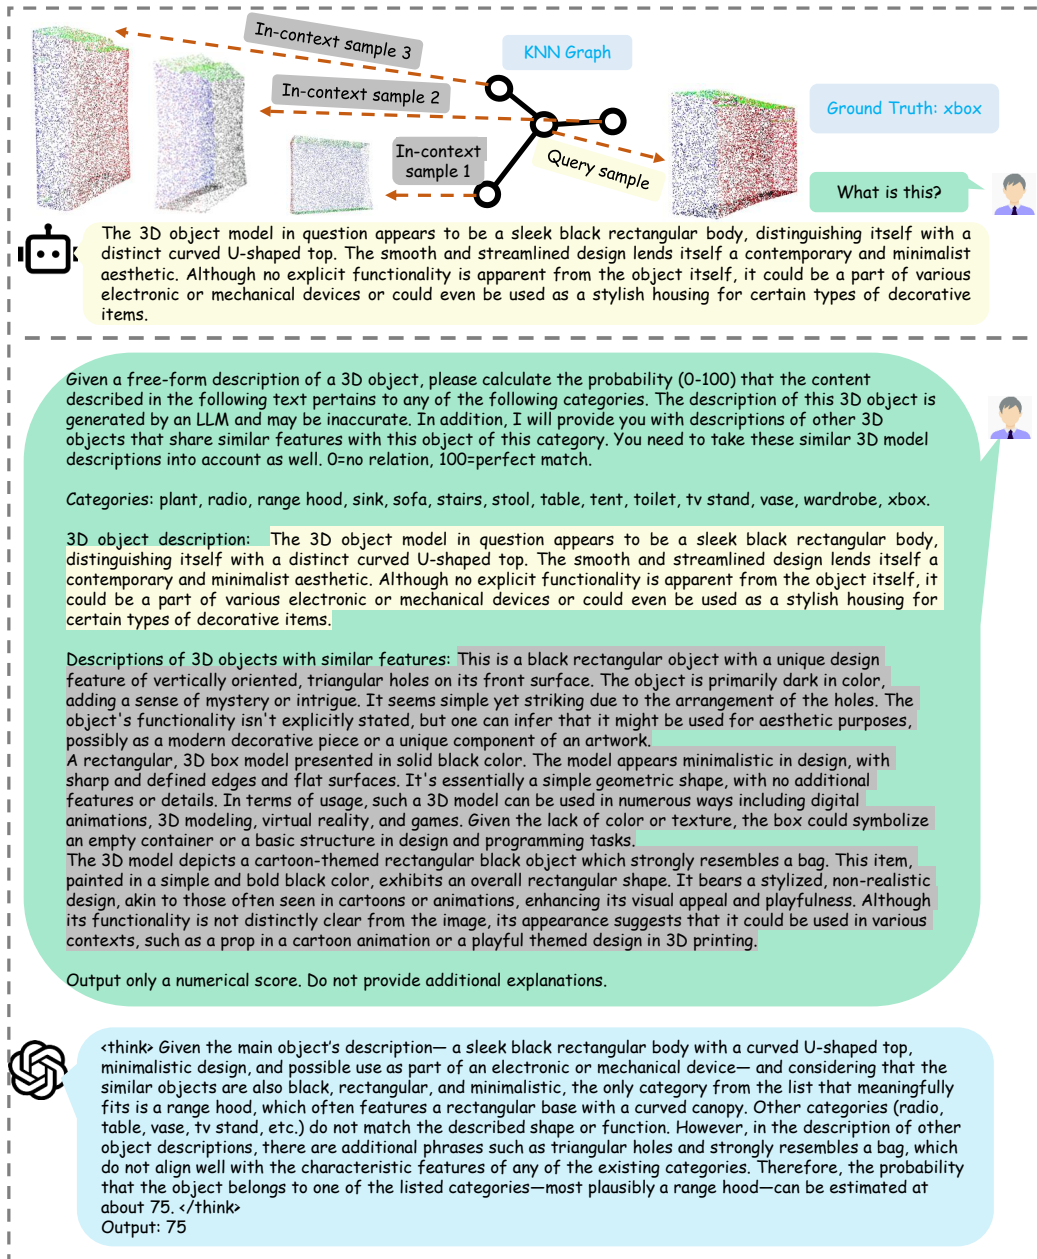 In-context sample 3
KNN Graph
In-context sample 2
Ground Truth: xbox
In-context
sample 1
Query sample
What is this?
The 3D object model in question appears to be a sleek black rectangular body, distinguishing itself with a
distinct curved U-shaped top. The smooth and streamlined design lends itself a contemporary and minimalist
aesthetic. Although no explicit functionality is apparent from the object itself, it could be a part of various
electronic or mechanical devices or could even be used as a stylish housing for certain types of decorative
items.
Given a free-form description of a 3D object, please calculate the probability (0-100) that the content
described in the following text pertains to any of the following categories. The description of this 3D object is
generated by an LLM and may be inaccurate. In addition, I will provide you with descriptions of other 3D
objects that share similar features with this object of this category. You need to take these similar 3D model
descriptions into account as well. 0=no relation, 100=perfect match.
Categories: plant, radio, range hood, sink, sofa, stairs, stool, table, tent, toilet, tv stand, vase, wardrobe, xbox.
3D object description: The 3D object model in question appears to be a sleek black rectangular body,
distinguishing itself with a distinct curved U-shaped top. The smooth and streamlined design lends itself a
contemporary and minimalist aesthetic. Although no explicit functionality is apparent from the object itself, it
could be a part of various electronic or mechanical devices or could even be used as a stylish housing for
certain types of decorative items.
Descriptions of 3D objects with similar features: This is a black rectangular object with a unique design
feature of vertically oriented, triangular holes on its front surface. The object is primarily dark in color,
adding a sense of mystery or intrigue. It seems simple yet striking due to the arrangement of the holes. The
object's functionality isn't explicitly stated, but one can infer that it might be used for aesthetic purposes,
possibly as a modern decorative piece or a unique component of an artwork.
A rectangular, 3D box model presented in solid black color. The model appears minimalistic in design, with
sharp and defined edges and flat surfaces. It's essentially a simple geometric shape, with no additional
features or details. In terms of usage, such a 3D model can be used in numerous ways including digital
animations, 3D modeling, virtual reality, and games. Given the lack of color or texture, the box could symbolize
an empty container or a basic structure in design and programming tasks.
The 3D model depicts a cartoon-themed rectangular black object which strongly resembles a bag. This item,
painted in a simple and bold black color, exhibits an overall rectangular shape. It bears a stylized, non-realistic
design, akin to those often seen in cartoons or animations, enhancing its visual appeal and playfulness. Although
its functionality is not distinctly clear from the image, its appearance suggests that it could be used in various
contexts, such as a prop in a cartoon animation or a playful themed design in 3D printing.
Output only a numerical score. Do not provide additional explanations.
<think> Given the main object's description— a sleek black rectangular body with a curved U-shaped top,
minimalistic design, and possible use as part of an electronic or mechanical device— and considering that the
similar objects are also black, rectangular, and minimalistic, the only category from the list that meaningfully
fits is a range hood, which often features a rectangular base with a curved canopy. Other categories (radio,
table, vase, tv stand, etc.) do not match the described shape or function. However, in the description of other
object descriptions, there are additional phrases such as triangular holes and strongly resembles a bag, which
do not align well with the characteristic features of any of the existing categories. Therefore, the probability
that the object belongs to one of the listed categories—most plausibly a range hood—can be estimated at
about 75. </think>
Output: 75